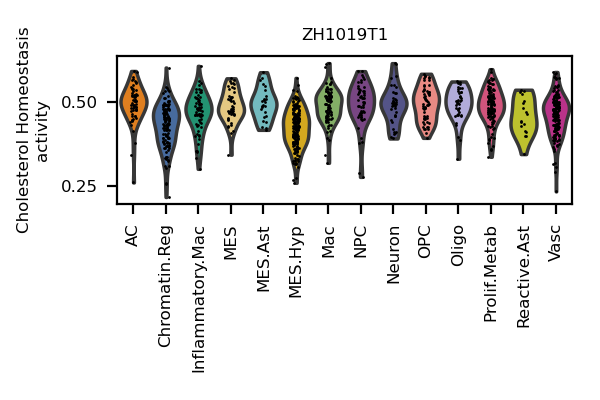 ZH1019T1
Cholesterol Homeostasis
activity
0.50
0.25
AC
Chromatin.Reg
Inflammatory.Mac
MES
MES.Ast
MES.Hyp
Mac
NPC
Neuron
OPC
Oligo
Prolif.Metab
Reactive.Ast
Vasc